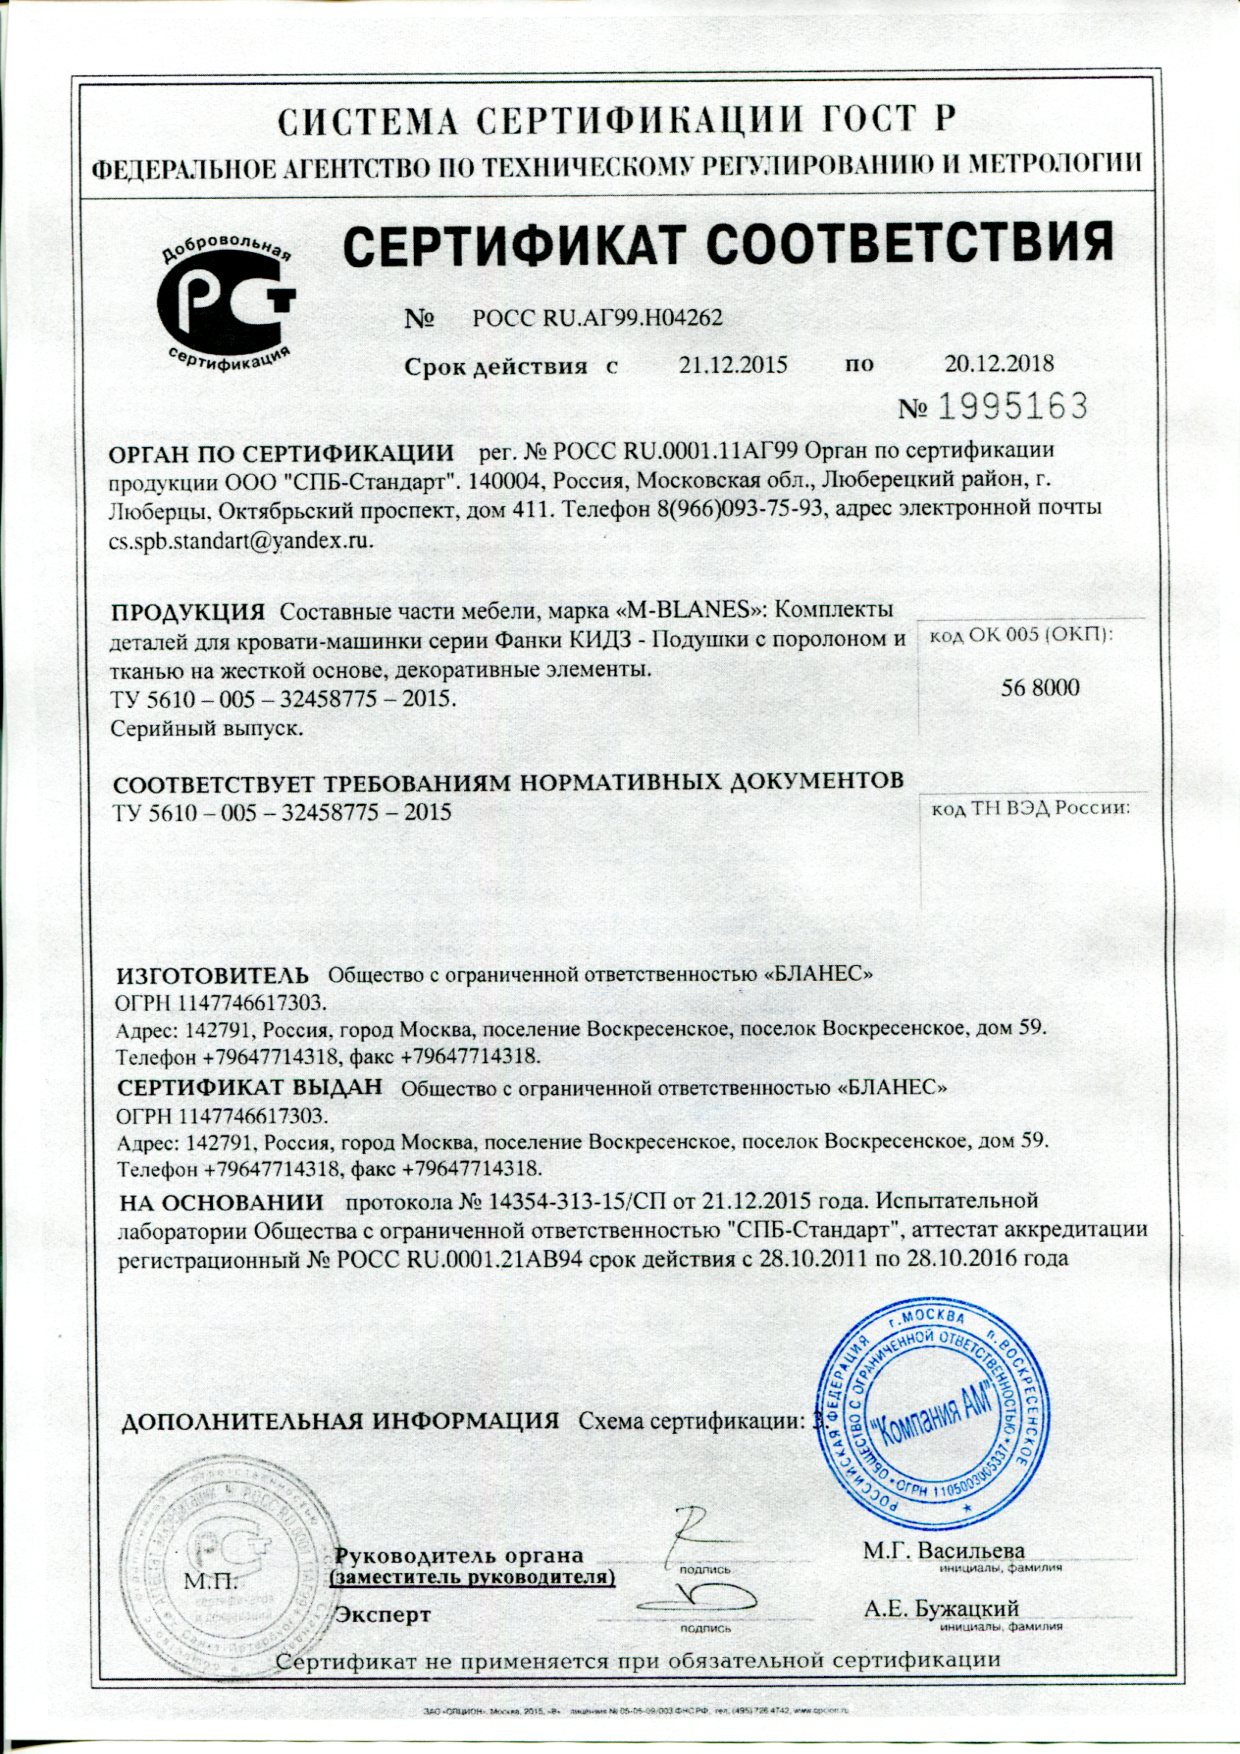 СИСТЕМА СЕРТИФИКАЦИИ ГОСТ Р
ФЕДЕРАЛЬНОЕ АГЕНТСТВО ПО ТЕХНИЧЕСКОМУ РЕГУЛИРОВАНИЮ И МЕТРОЛОГИИ
Добровольная
РСТ
сертификация
СЕРТИФИКАТ СООТВЕТСТВИЯ
№ РОСС RU.АГ99.Н04262
Срок действия с 21.12.2015 по 20.12.2018
№ 1995163
ОРГАН ПО СЕРТИФИКАЦИИ рег. № РОСС RU.0001.11АГ99 Орган по сертификации
продукции ООО "СПБ-Стандарт". 140004, Россия, Московская обл., Люберецкий район, г.
Люберцы, Октябрьский проспект, дом 411. Телефон 8(966)093-75-93, адрес электронной почты
cs.spb.standart@yandex.ru.
ПРОДУКЦИЯ Составные части мебели, марка «M-BLANES»: Комплекты
деталей для кровати-машинки серии Фанки КИДЗ - Подушки с поролоном и
тканью на жесткой основе, декоративные элементы.
ТУ 5610 – 005 – 32458775 – 2015.
Серийный выпуск.
код ОК 005 (ОКП):
56 8000
СООТВЕТСТВУЕТ ТРЕБОВАНИЯМ НОРМАТИВНЫХ ДОКУМЕНТОВ
ТУ 5610 – 005 – 32458775 – 2015
код ТН ВЭД России:
ИЗГОТОВИТЕЛЬ Общество с ограниченной ответственностью «БЛАНЕС»
ОГРН 1147746617303.
Адрес: 142791, Россия, город Москва, поселение Воскресенское, поселок Воскресенское, дом 59.
Телефон +79647714318, факс +79647714318.
СЕРТИФИКАТ ВЫДАН Общество с ограниченной ответственностью «БЛАНЕС»
ОГРН 1147746617303.
Адрес: 142791, Россия, город Москва, поселение Воскресенское, поселок Воскресенское, дом 59.
Телефон +79647714318, факс +79647714318.
НА ОСНОВАНИИ протокола № 14354-313-15/СП от 21.12.2015 года. Испытательной
лаборатории Общества с ограниченной ответственностью "СПБ-Стандарт", аттестат аккредитации
регистрационный № РОСС RU.0001.21АВ94 срок действия с 28.10.2011 по 28.10.2016 года
ДОПОЛНИТЕЛЬНАЯ ИНФОРМАЦИЯ Схема сертификации: 3.
РОССИЙСКАЯ ФЕДЕРАЦИЯ г.МОСКВА п.ВОСКРЕСЕНСКОЕ
ОБЩЕСТВО С ОГРАНИЧЕННОЙ ОТВЕТСТВЕННОСТЬЮ
"Компания АМ"
ОГРН 1105003005337
М.П.
Руководитель органа
(заместитель руководителя)
подпись
М.Г. Васильева
инициалы, фамилия
Эксперт
подпись
А.Е. Бужацкий
инициалы, фамилия
Сертификат не применяется при обязательной сертификации
ЗАО «ОПЦИОН», Москва, 2015, «В» лицензия № 05-05-09/003 ФНС РФ, тел. (495) 726 4742, www.opcion.ru